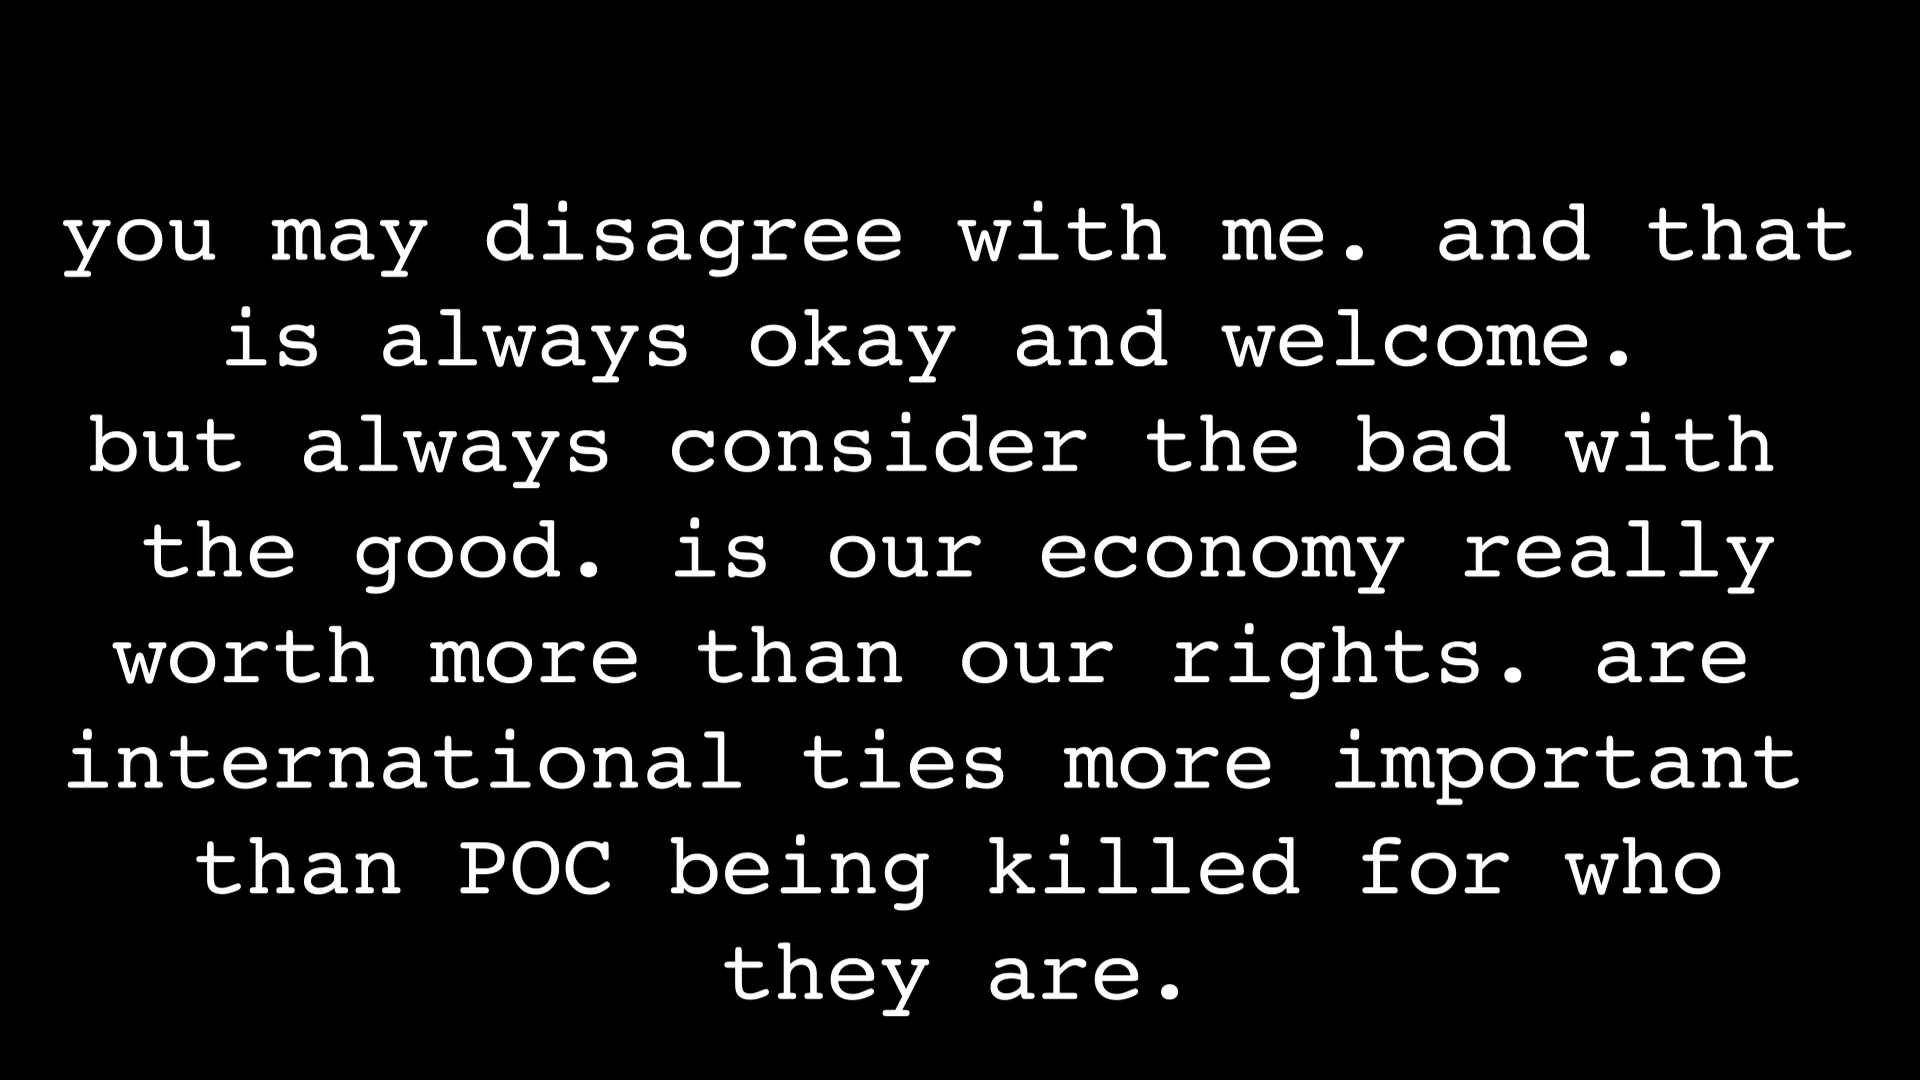 you may disagree with me. and that
is always okay and welcome.
but always consider the bad with
the good. is our economy really
worth more than our rights. are
international ties more important
than POC being killed for who
they are.